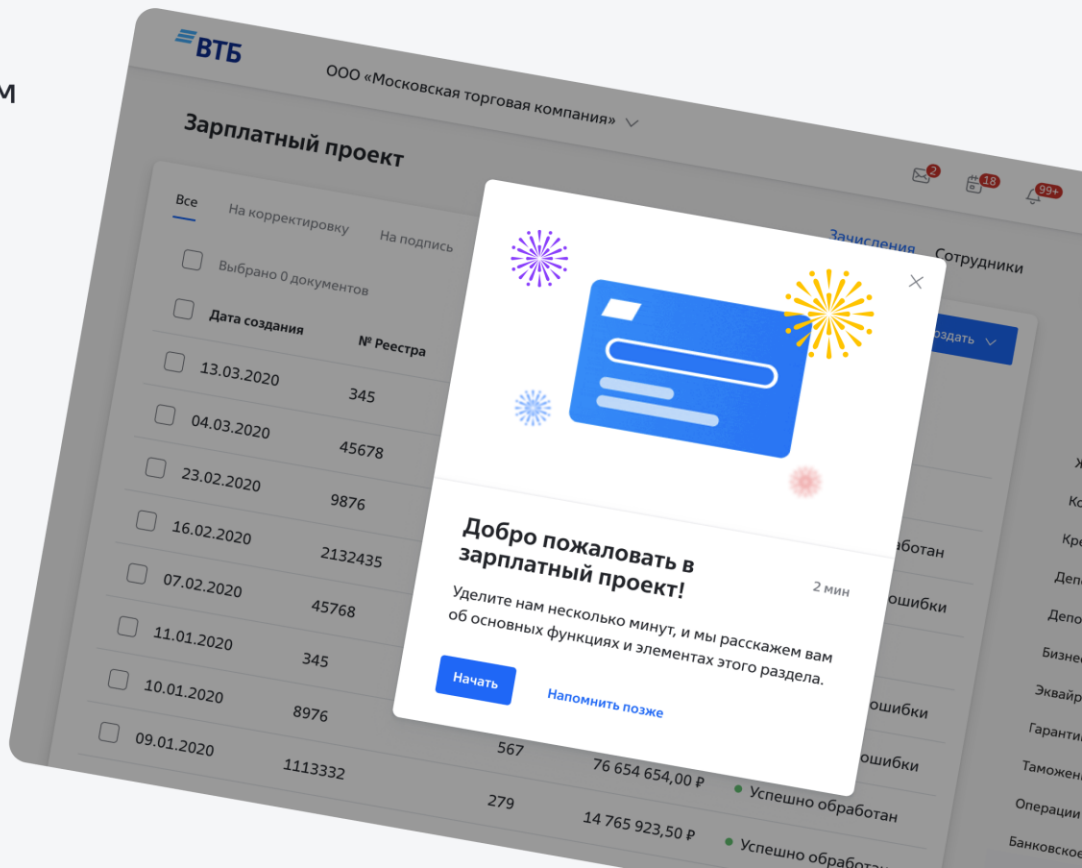 ВТБ
ООО «Московская торговая компания»
2
18
99+
Зарплатный проект
Зачисления
Сотрудники
Все
На корректировку
На подпись
Выбрано 0 документов
Дата создания
№ Реестра
13.03.2020
345
04.03.2020
45678
23.02.2020
9876
16.02.2020
2132435
07.02.2020
45768
11.01.2020
345
10.01.2020
8976
567
76 654 654,00 ₽
Успешно обработан
09.01.2020
1113332
279
14 765 923,50 ₽
Успешно
ошибки
ошибки
ошибки
Добро пожаловать в
зарплатный проект!
2 мин
Уделите нам несколько минут, и мы расскажем вам
об основных функциях и элементах этого раздела.
Начать
Напомнить позже
Операции